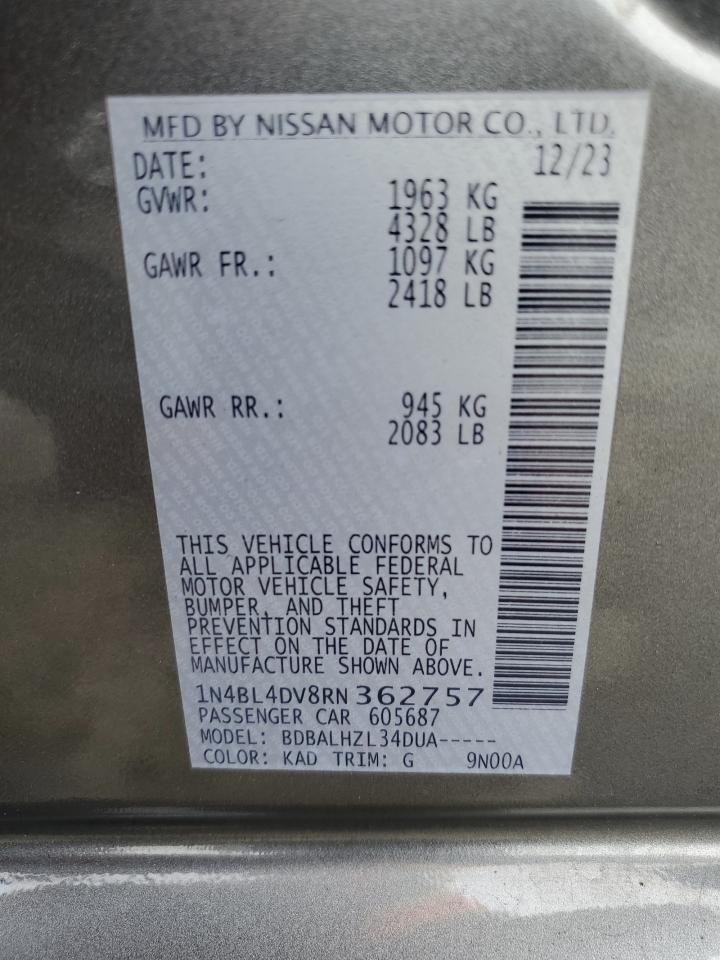 MFD BY NISSAN MOTOR CO., LTD.
DATE: 12/23
GVWR: 1963 KG
4328 LB
GAWR FR.: 1097 KG
2418 LB
GAWR RR.: 945 KG
2083 LB
THIS VEHICLE CONFORMS TO
ALL APPLICABLE FEDERAL
MOTOR VEHICLE SAFETY,
BUMPER, AND THEFT
PREVENTION STANDARDS IN
EFFECT ON THE DATE OF
MANUFACTURE SHOWN ABOVE.
1N4BL4DV8RN362757
PASSENGER CAR 605687
MODEL: BDBALHZL34DUA-----
COLOR: KAD TRIM: G 9N00A